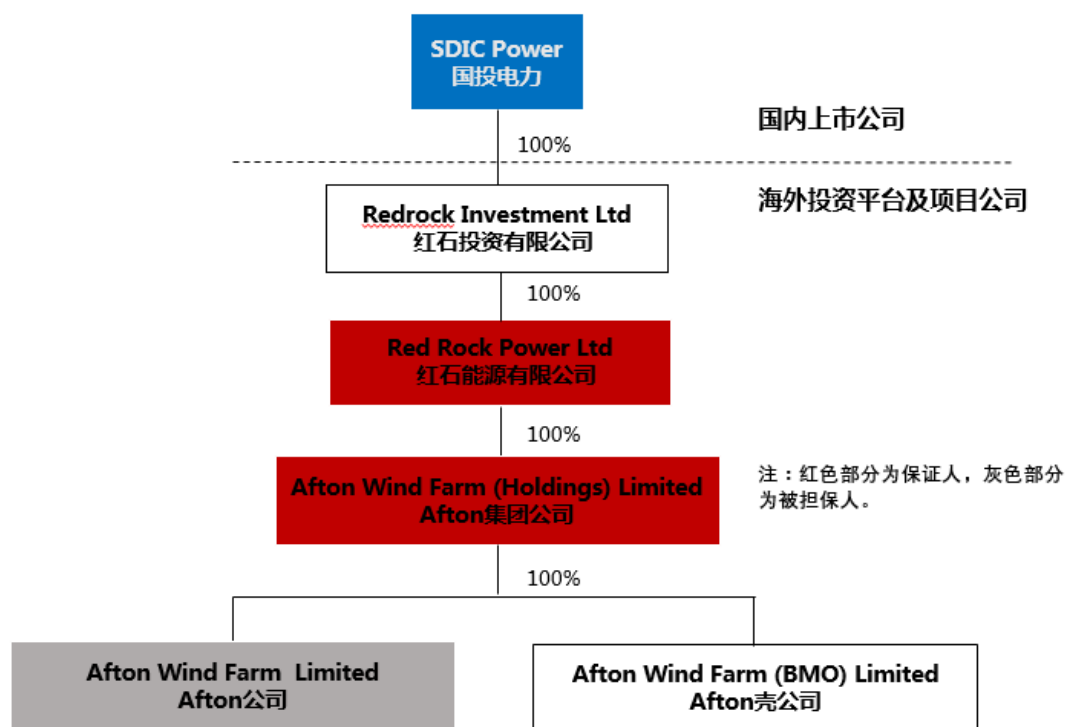 SDIC Power
国投电力
国内上市公司
100%
海外投资平台及项目公司
Redrock Investment Ltd
红石投资有限公司
100%
Red Rock Power Ltd
红石能源有限公司
100%
Afton Wind Farm (Holdings) Limited
Afton集团公司
注：红色部分为保证人，灰色部分
为被担保人。
100%
Afton Wind Farm  Limited
Afton公司
Afton Wind Farm (BMO) Limited
Afton壳公司